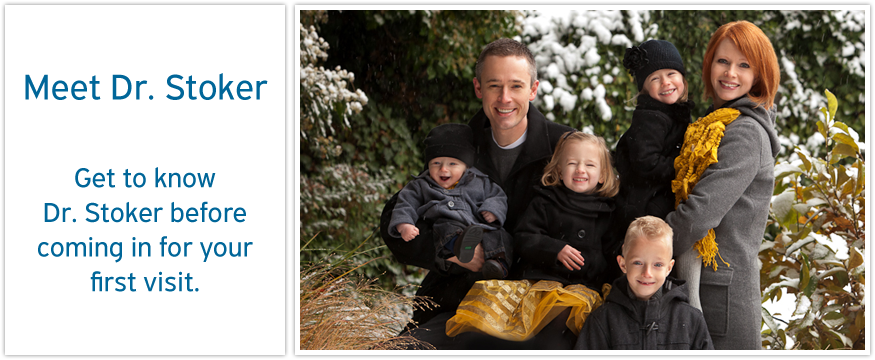 Meet Dr. Stoker
Get to know
Dr. Stoker before
coming in for your
first visit.